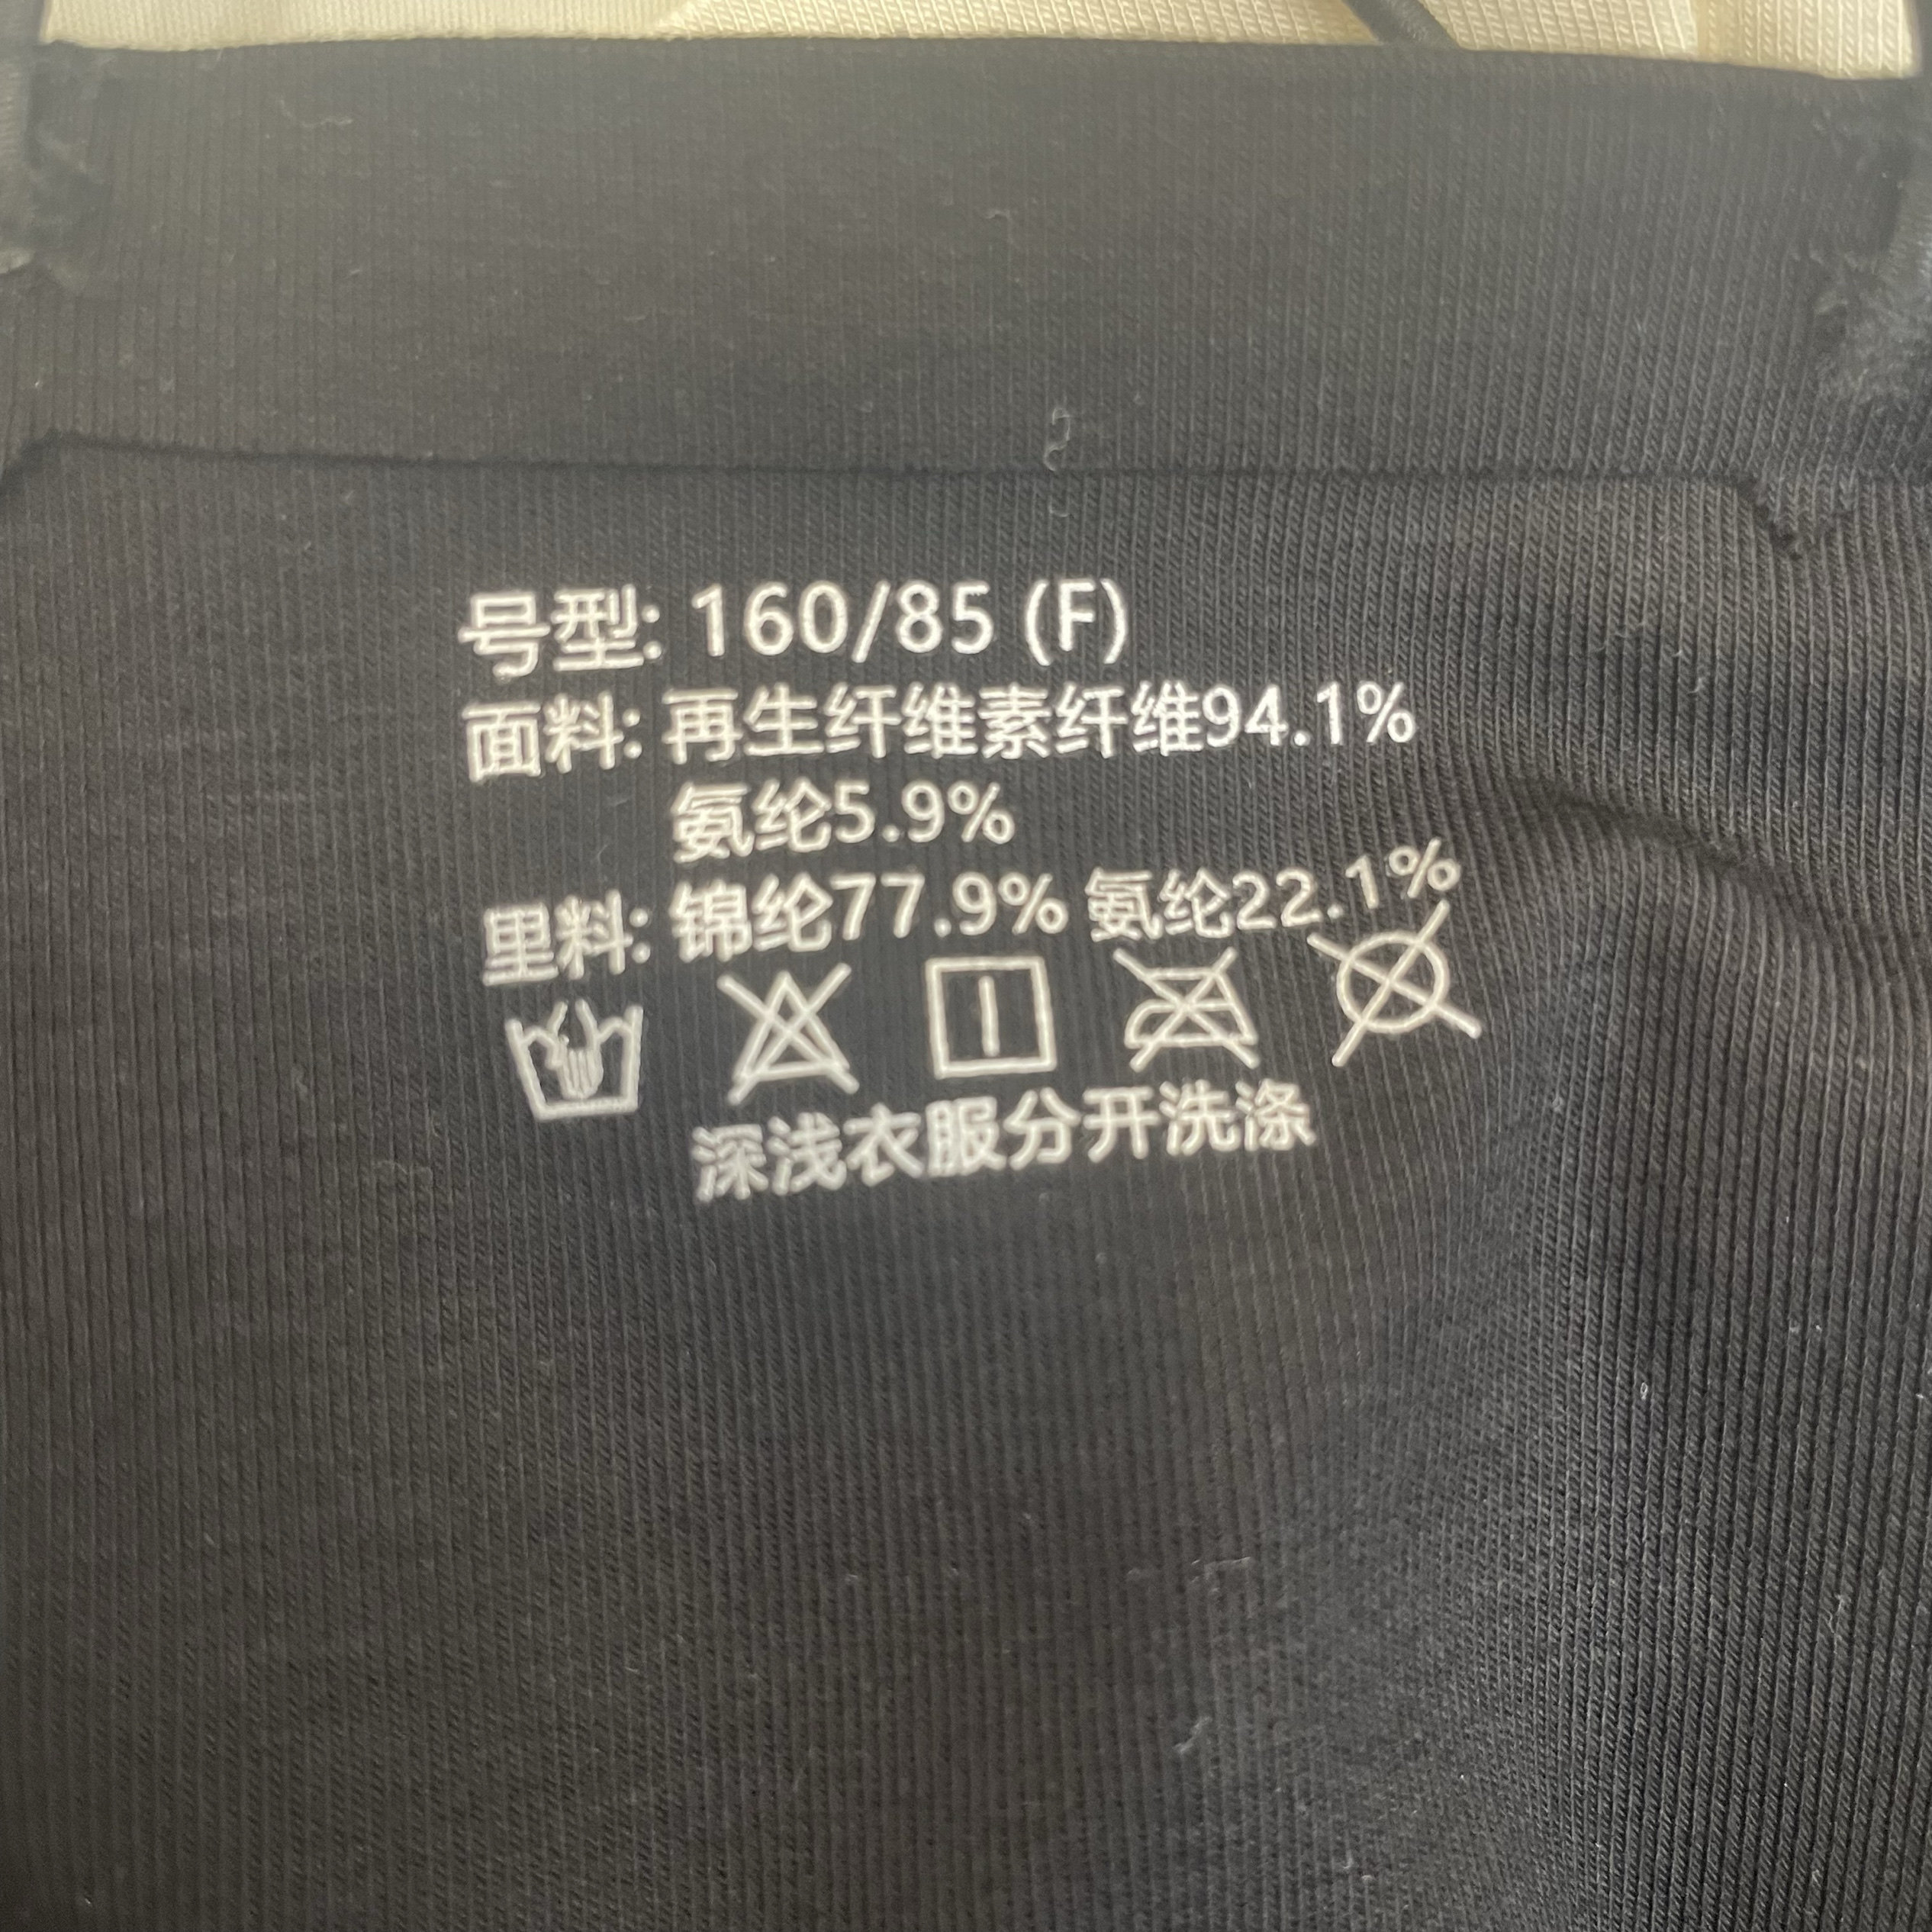 号型: 160/85 (F)
面料: 再生纤维素纤维94.1%
氨纶5.9%
里料: 锦纶77.9% 氨纶22.1%
深浅衣服分开洗涤